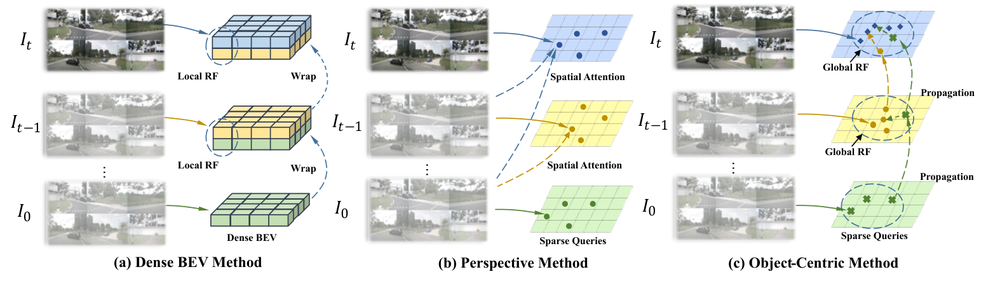 I_t
Local RF
Wrap
I_{t-1}
Local RF
Wrap
⋮
I_0
Dense BEV
(a) Dense BEV Method
I_t
Spatial Attention
I_{t-1}
Spatial Attention
⋮
I_0
Sparse Queries
(b) Perspective Method
I_t
Global RF
Propagation
I_{t-1}
Global RF
Propagation
⋮
I_0
Sparse Queries
(c) Object-Centric Method